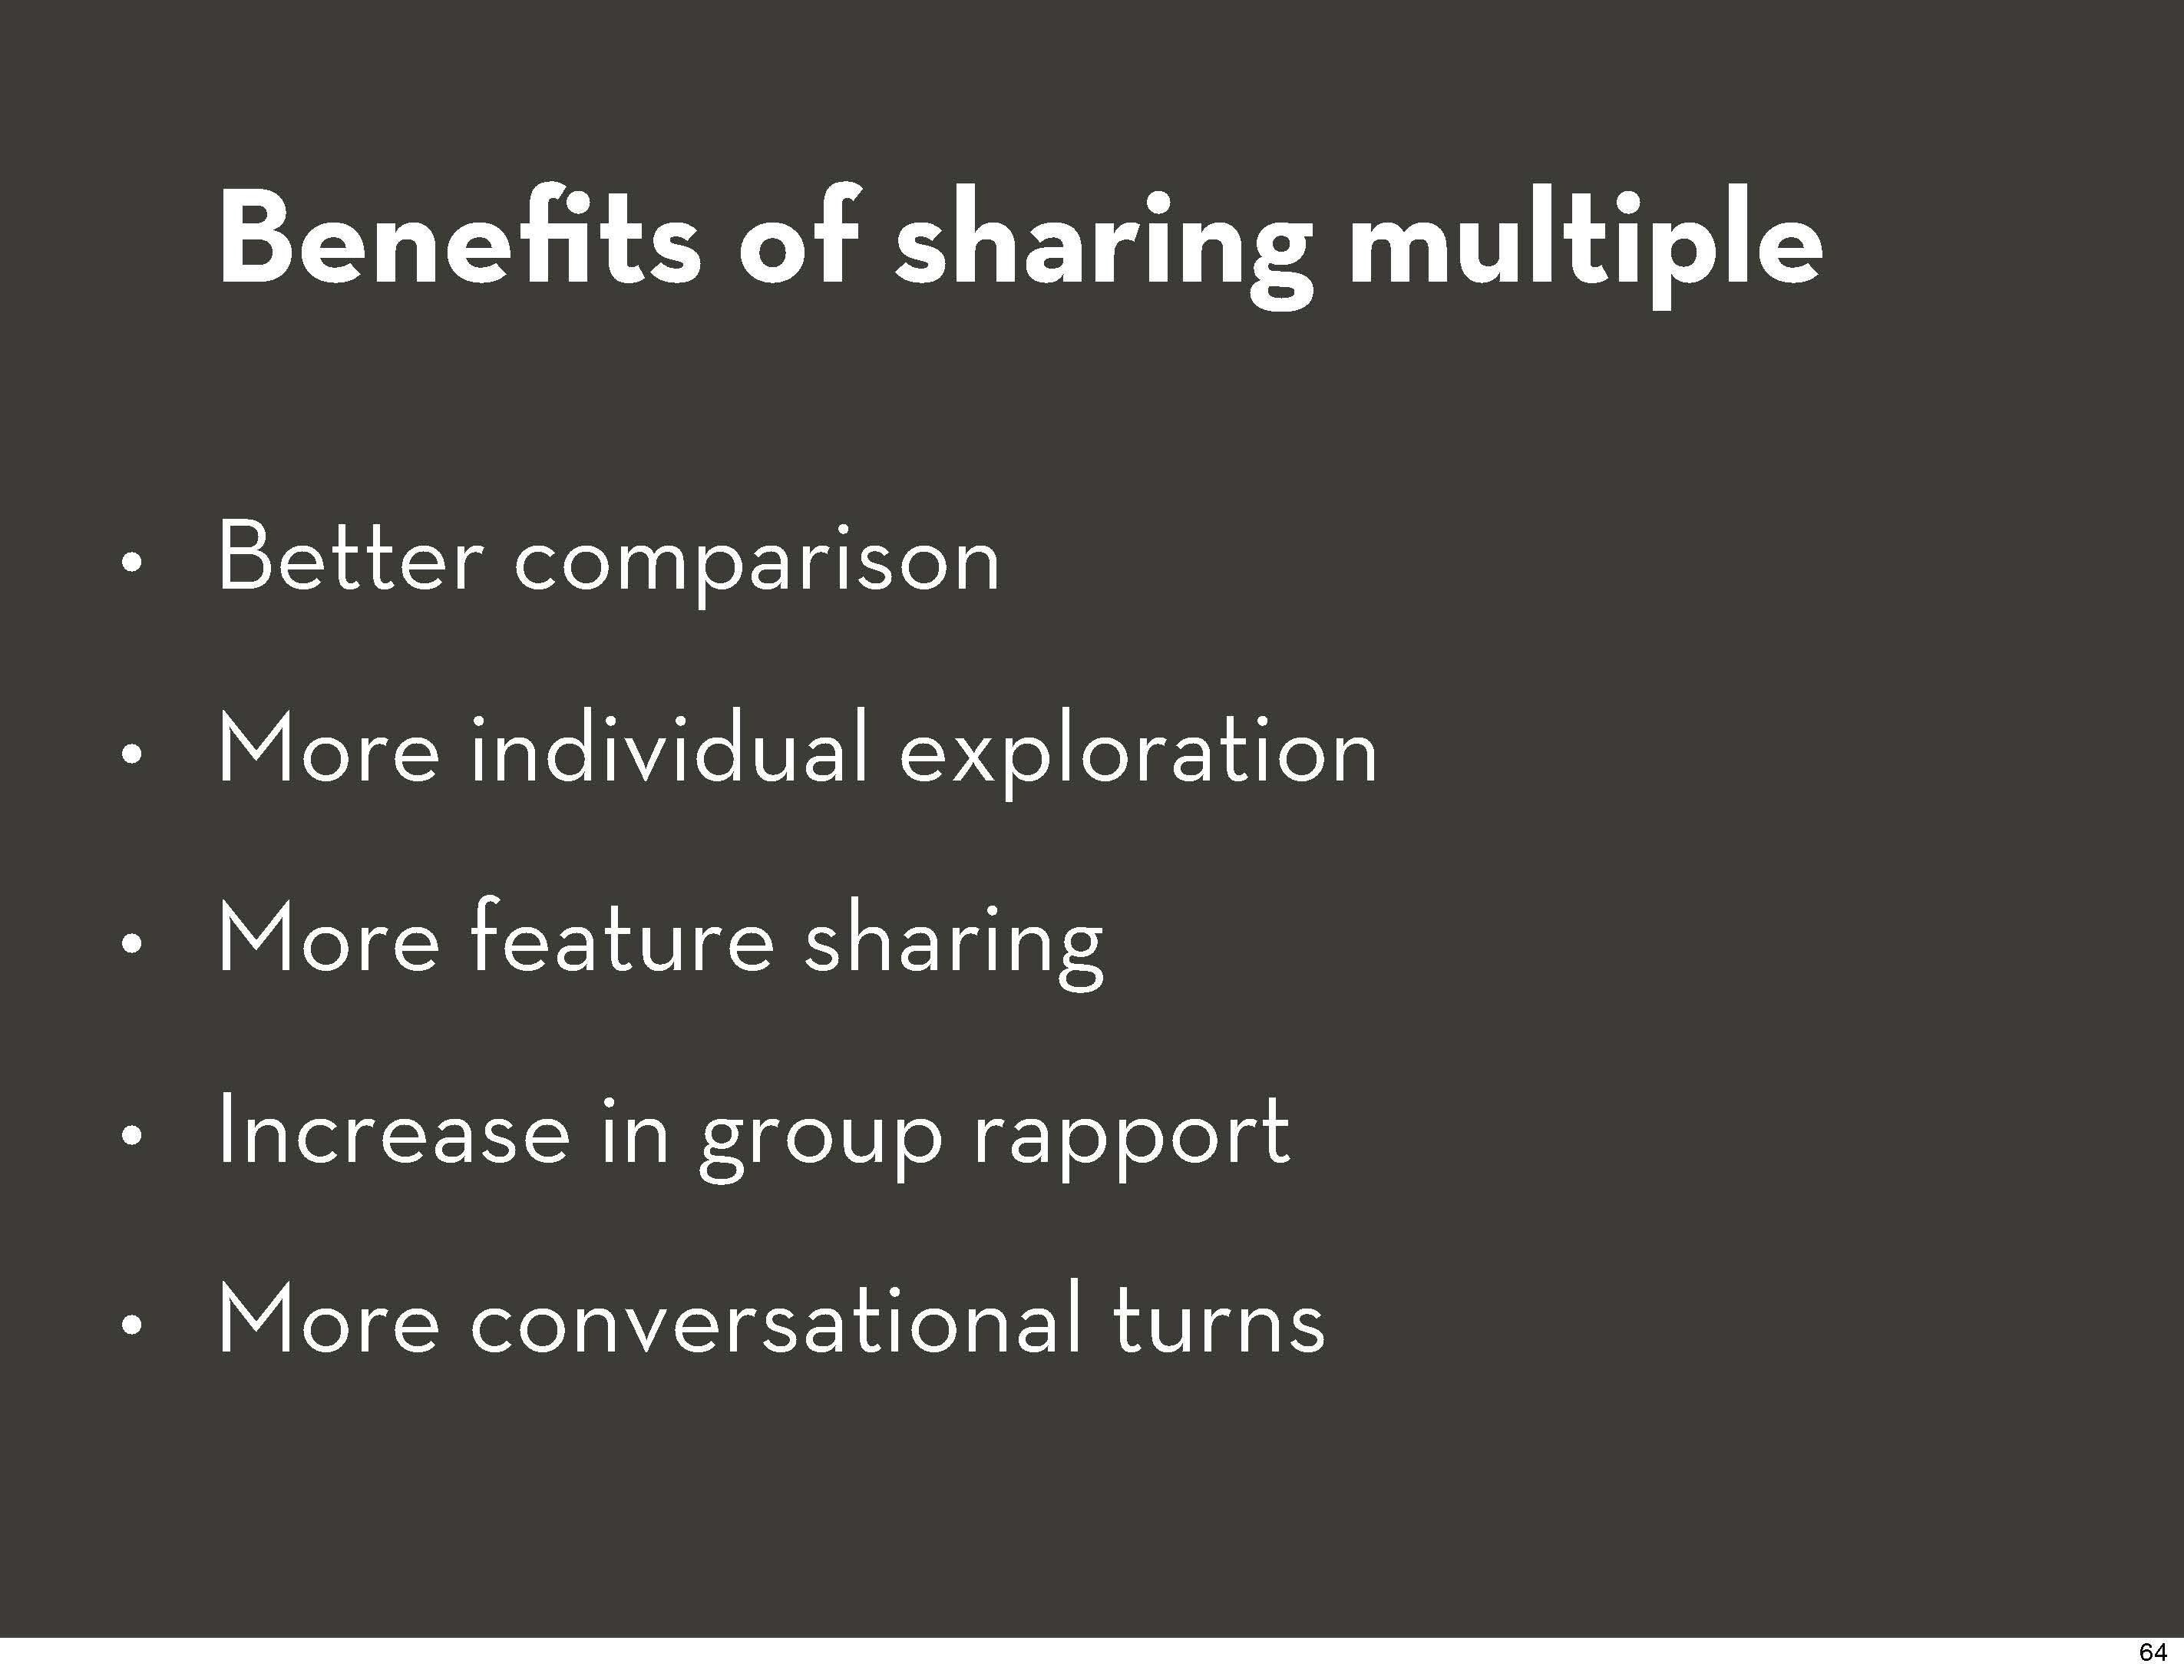 Benefits of sharing multiple
• Better comparison
• More individual exploration
• More feature sharing
• Increase in group rapport
• More conversational turns
64